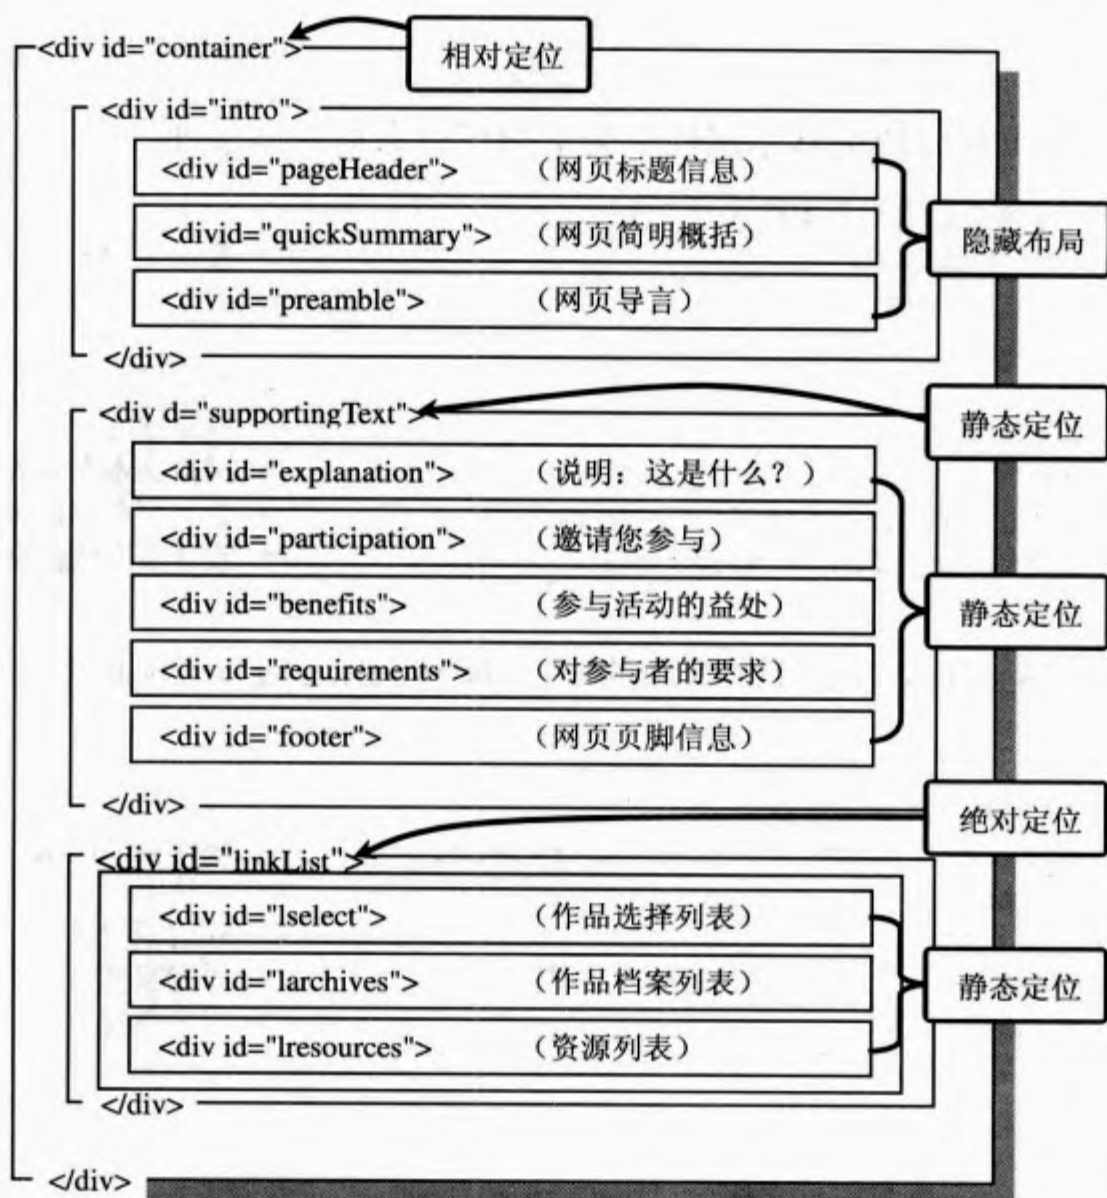 <div id="container">
相对定位
<div id="intro">
<div id="pageHeader"> （网页标题信息）
<divid="quickSummary"> （网页简明概括）
隐藏布局
<div id="preamble"> （网页导言）
</div>
<div d="supportingText">
静态定位
<div id="explanation"> （说明：这是什么？）
<div id="participation"> （邀请您参与）
<div id="benefits"> （参与活动的益处）
静态定位
<div id="requirements"> （对参与者的要求）
<div id="footer"> （网页页脚信息）
</div>
绝对定位
<div id="linkList">
<div id="lselect"> （作品选择列表）
<div id="larchives"> （作品档案列表）
静态定位
<div id="lresources"> （资源列表）
</div>
</div>